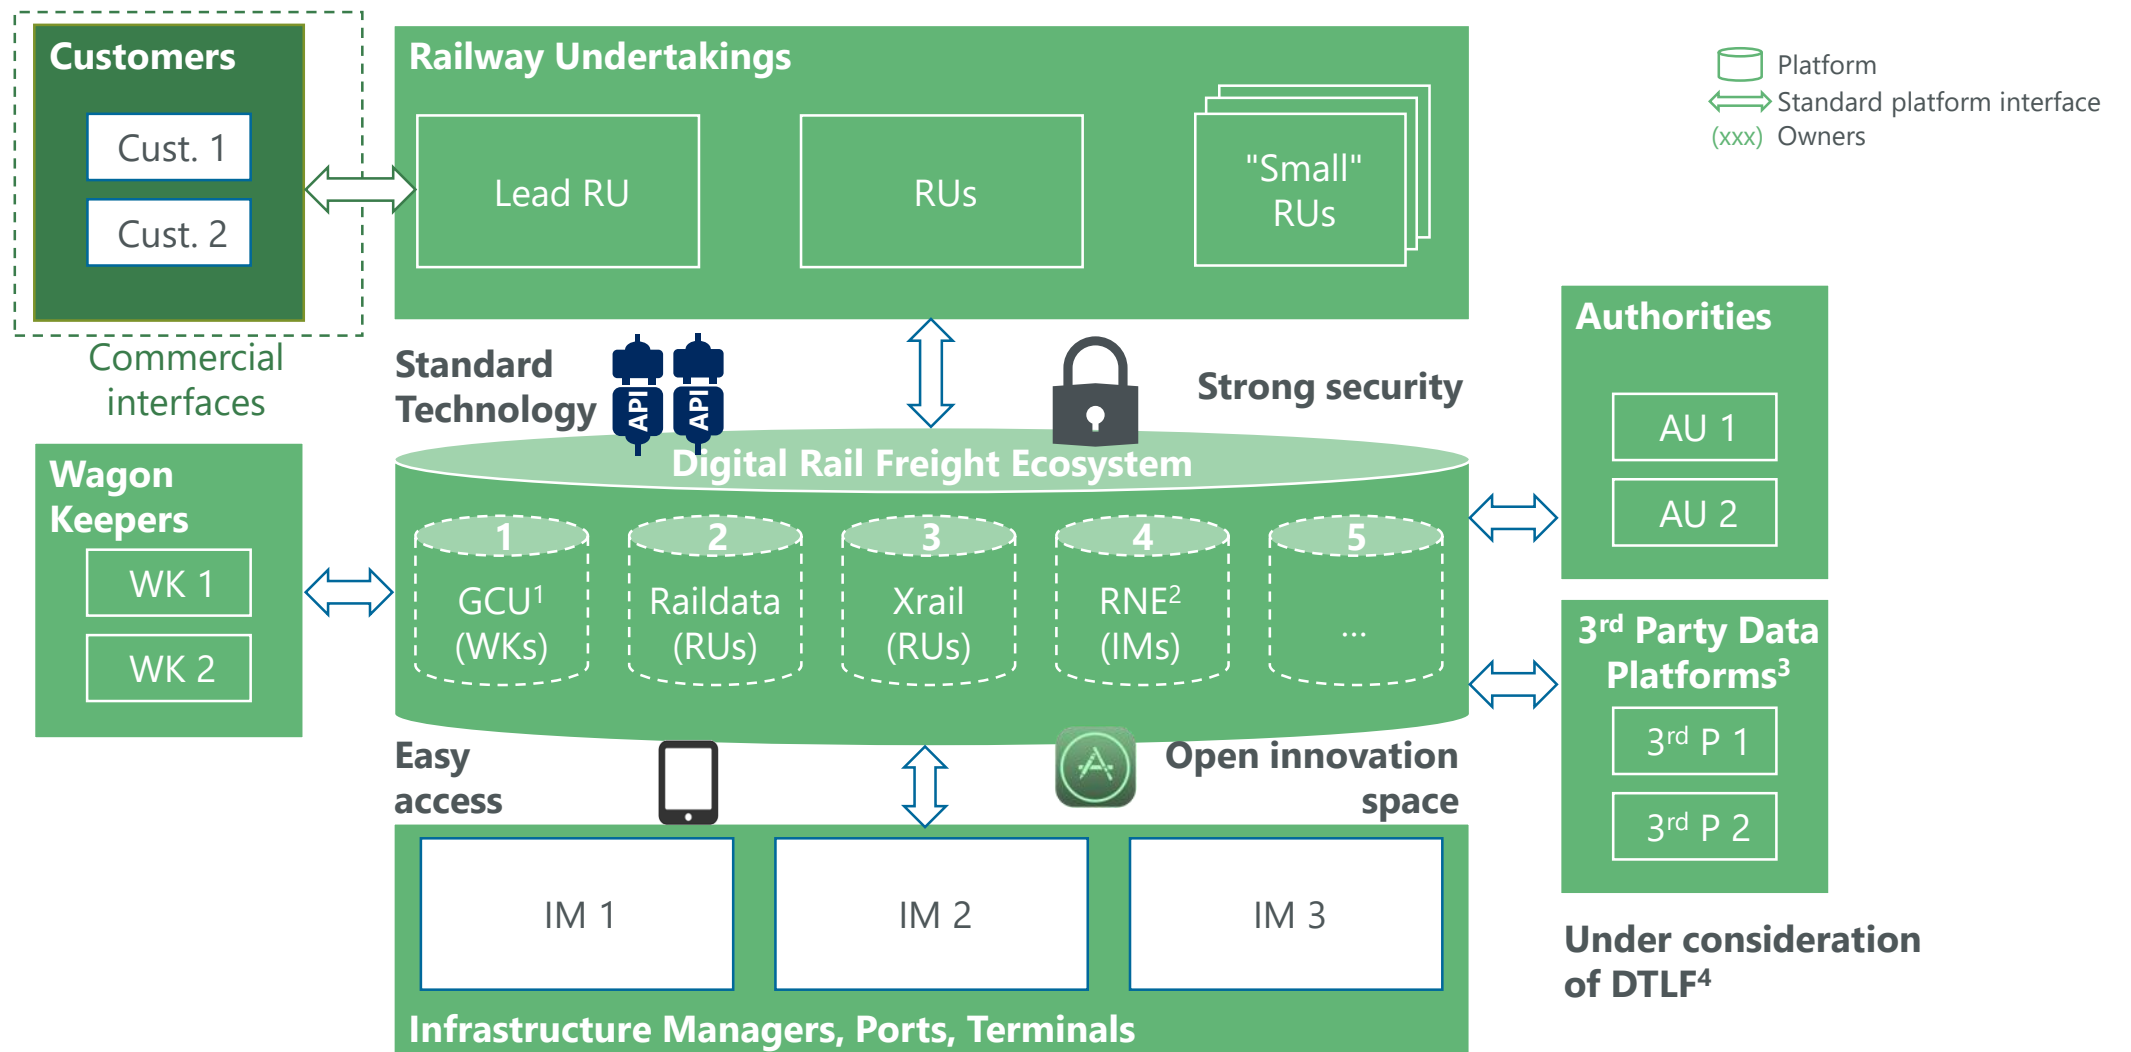 Customers
Cust. 1
Cust. 2
Commercial
interfaces
Railway Undertakings
Lead RU
RUs
"Small"
RUs
Platform
Standard platform interface
(xxx) Owners
Standard
Technology
API
API
Strong security
Authorities
AU 1
AU 2
Wagon
Keepers
WK 1
WK 2
Digital Rail Freight Ecosystem
1
GCU¹
(WKs)
2
Raildata
(RUs)
3
Xrail
(RUs)
4
RNE²
(IMs)
5
...
3rd Party Data
Platforms³
3rd P 1
3rd P 2
Easy
access
Open innovation
space
IM 1
IM 2
IM 3
Infrastructure Managers, Ports, Terminals
Under consideration
of DTLF⁴